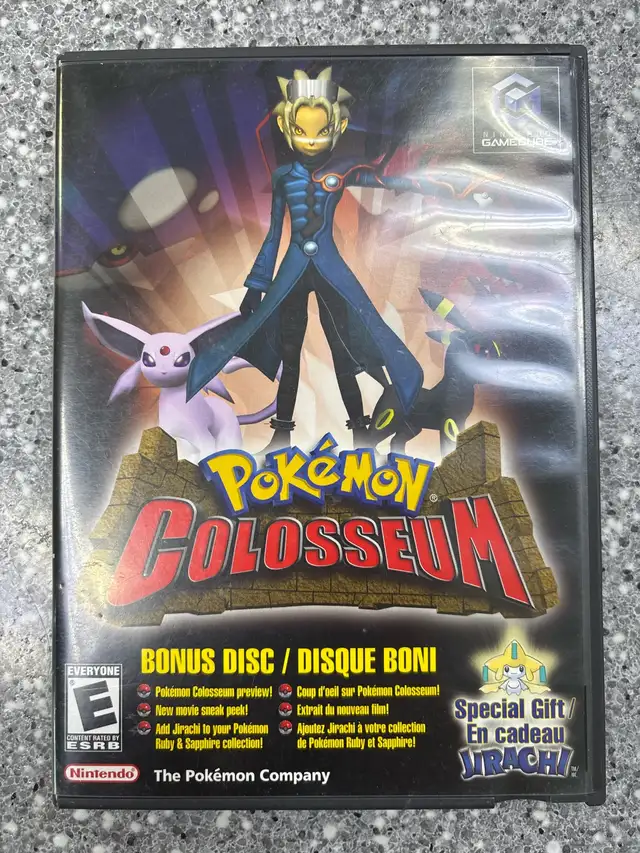 NINTENDO
GAMECUBE
POKéMON®
COLOSSEUM
BONUS DISC / DISQUE BONI
Pokémon Colosseum preview!
New movie sneak peek!
Add Jirachi to your Pokémon
Ruby & Sapphire collection!
Coup d'oeil sur Pokémon Colosseum!
Extrait du nouveau film!
Ajoutez Jirachi à votre collection
de Pokémon Ruby et Sapphire!
Special Gift /
En cadeau
JIRACHI
EVERYONE
E
CONTENT RATED BY
ESRB
Nintendo®
The Pokémon Company